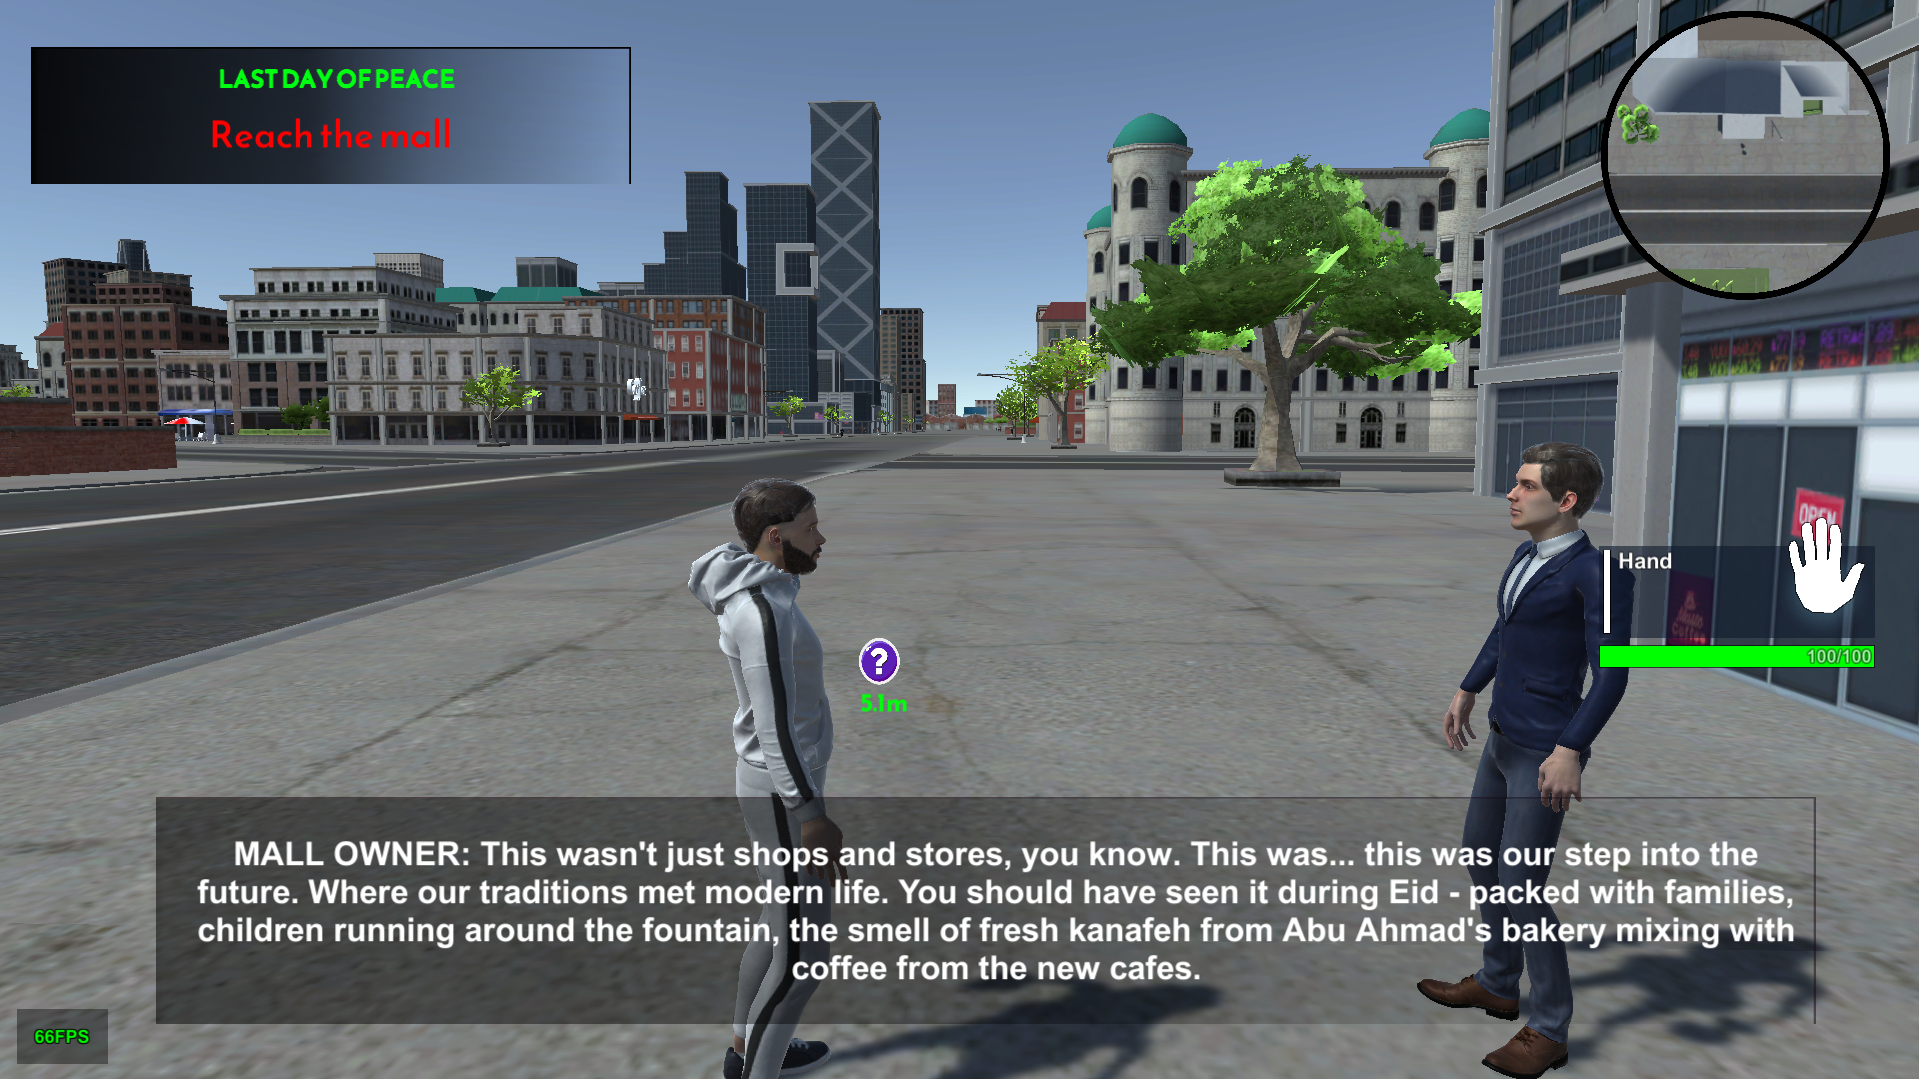 LAST DAY OF PEACE
Reach the mall
OPEN
Hand
100/100
?
5.1m
MALL OWNER: This wasn't just shops and stores, you know. This was... this was our step into the
future. Where our traditions met modern life. You should have seen it during Eid - packed with families,
children running around the fountain, the smell of fresh kanafeh from Abu Ahmad's bakery mixing with
coffee from the new cafes.
66FPS